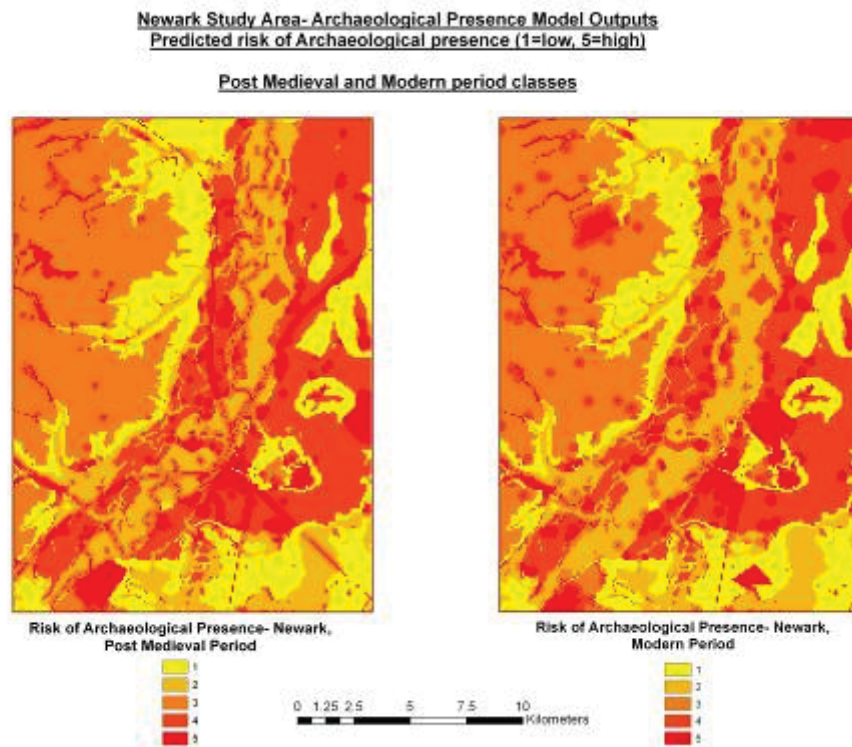 Newark Study Area- Archaeological Presence Model Outputs
Predicted risk of Archaeological presence (1=low, 5=high)
Post Medieval and Modern period classes
Risk of Archaeological Presence- Newark,
Post Medieval Period
1
2
3
4
5
Risk of Archaeological Presence- Newark,
Modern Period
1
2
3
4
5
0 1.25 2.5 5 7.5 10
Kilometers